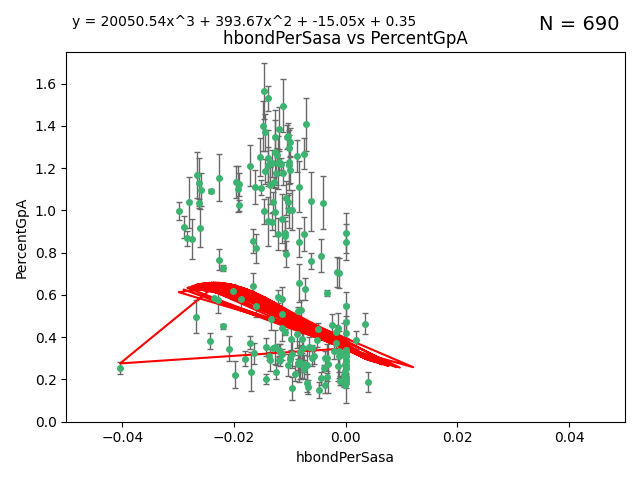 y = 20050.54x^3 + 393.67x^2 + -15.05x + 0.35
N = 690
hbondPerSasa vs PercentGpA
PercentGpA
1.6
1.4
1.2
1.0
0.8
0.6
0.4
0.2
0.0
−0.04 −0.02 0.00 0.02 0.04
hbondPerSasa